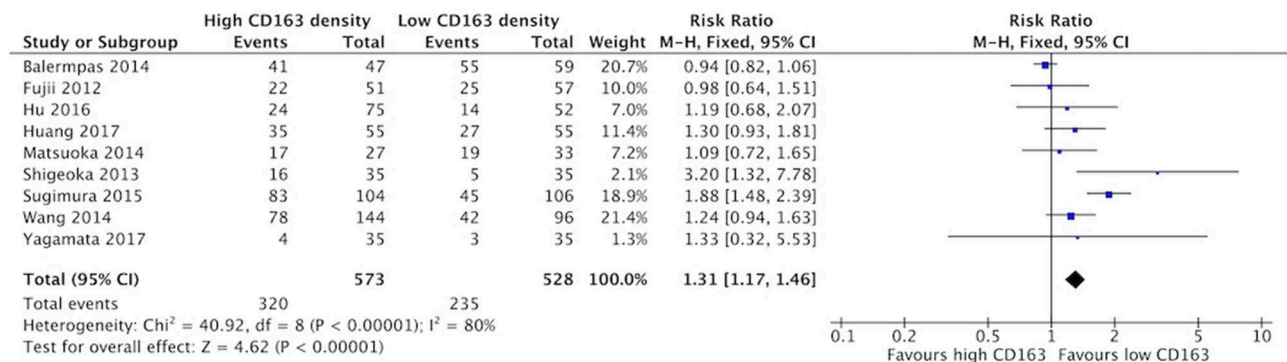 High CD163 density Low CD163 density Risk Ratio Risk Ratio
Study or Subgroup Events Total Events Total Weight M-H, Fixed, 95% CI M-H, Fixed, 95% CI
Balermpas 2014 41 47 55 59 20.7% 0.94 [0.82, 1.06]
Fujii 2012 22 51 25 57 10.0% 0.98 [0.64, 1.51]
Hu 2016 24 75 14 52 7.0% 1.19 [0.68, 2.07]
Huang 2017 35 55 27 55 11.4% 1.30 [0.93, 1.81]
Matsuoka 2014 17 27 19 33 7.2% 1.09 [0.72, 1.65]
Shigeoka 2013 16 35 5 35 2.1% 3.20 [1.32, 7.78]
Sugimura 2015 83 104 45 106 18.9% 1.88 [1.48, 2.39]
Wang 2014 78 144 42 96 21.4% 1.24 [0.94, 1.63]
Yagamata 2017 4 35 3 35 1.3% 1.33 [0.32, 5.53]
Total (95% CI) 573 528 100.0% 1.31 [1.17, 1.46]
Total events 320 235
Heterogeneity: Chi² = 40.92, df = 8 (P < 0.00001); I² = 80%
Test for overall effect: Z = 4.62 (P < 0.00001)
0.1 0.2 0.5 1 2 5 10
Favours high CD163 Favours low CD163